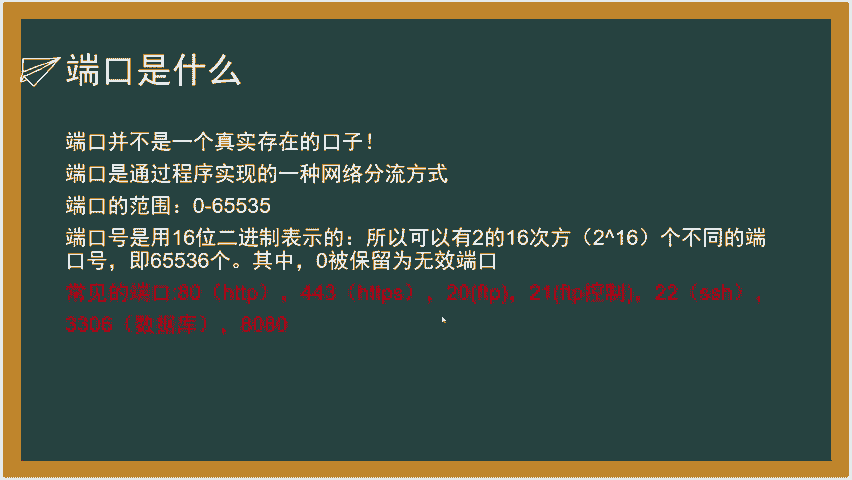 端口是什么
端口并不是一个真实存在的口子！
端口是通过程序实现的一种网络分流方式
端口的范围：0-65535
端口号是用16位二进制表示的：所以可以有2的16次方（2^16）个不同的端
口号，即65536个。其中，0被保留为无效端口
常见的端口:80（http），443（https），20(ftp)，21(ftp控制)，22（ssh），
3306（数据库），8080